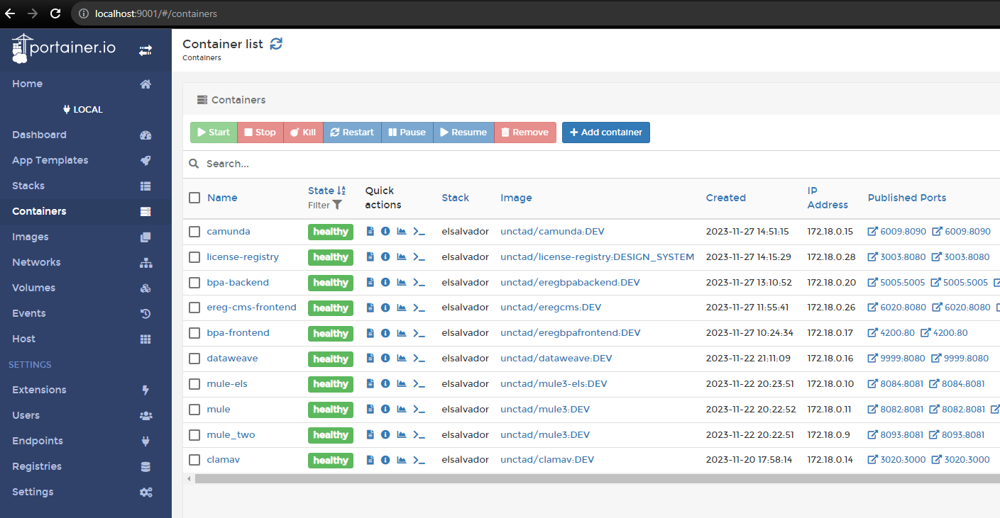 localhost:9001/#/containers
portainer.io
Home
LOCAL
Dashboard
App Templates
Stacks
Containers
Images
Networks
Volumes
Events
Host
SETTINGS
Extensions
Users
Endpoints
Registries
Settings
Container list
Containers
Containers
Start Stop Kill Restart Pause Resume Remove Add container
Search...
Name State Filter Quick actions Stack Image Created IP Address Published Ports
camunda healthy elsalvador unctad/camunda:DEV 2023-11-27 14:51:15 172.18.0.15 6009:8090 6009:8090
license-registry healthy elsalvador unctad/license-registry:DESIGN_SYSTEM 2023-11-27 14:15:29 172.18.0.28 3003:8080 3003:8080
bpa-backend healthy elsalvador unctad/eregbpabackend:DEV 2023-11-27 13:10:52 172.18.0.20 5005:5005 5005:5005
ereg-cms-frontend healthy elsalvador unctad/eregcms:DEV 2023-11-27 11:55:41 172.18.0.26 6020:8080 6020:8080
bpa-frontend healthy elsalvador unctad/eregbpafrontend:DEV 2023-11-27 10:24:34 172.18.0.17 4200:80 4200:80
dataweave healthy elsalvador unctad/dataweave:DEV 2023-11-22 21:11:09 172.18.0.16 9999:8080 9999:8080
mule-els healthy elsalvador unctad/mule3-els:DEV 2023-11-22 20:23:51 172.18.0.10 8084:8081 8084:8081
mule healthy elsalvador unctad/mule3:DEV 2023-11-22 20:22:52 172.18.0.11 8082:8081 8082:8081
mule_two healthy elsalvador unctad/mule3:DEV 2023-11-22 20:22:51 172.18.0.9 8093:8081 8093:8081
clamav healthy elsalvador unctad/clamav:DEV 2023-11-20 17:58:14 172.18.0.14 3020:3000 3020:3000